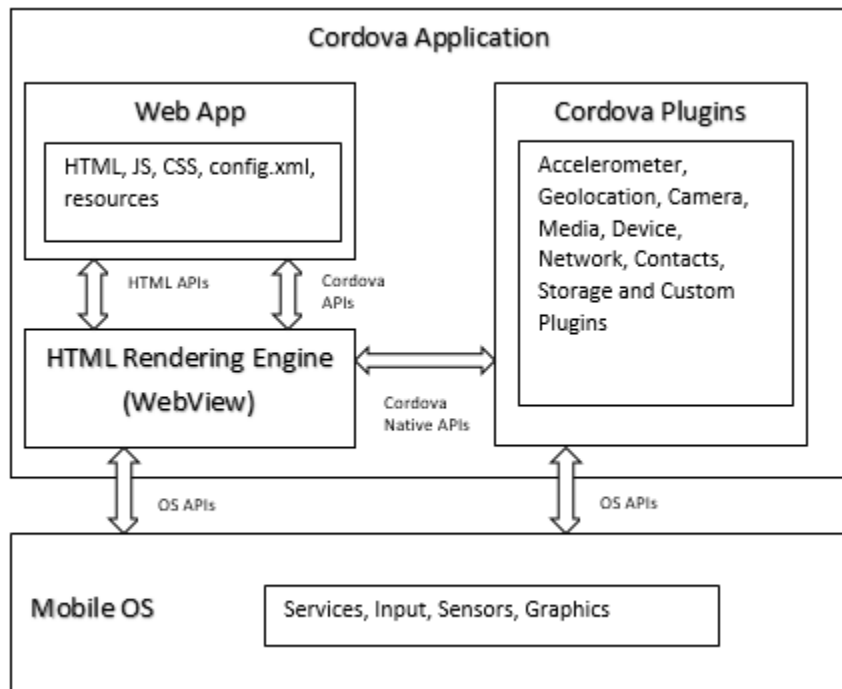 Cordova Application
Web App
HTML, JS, CSS, config.xml,
resources
Cordova Plugins
Accelerometer,
Geolocation, Camera,
Media, Device,
Network, Contacts,
Storage and Custom
Plugins
HTML APIs
Cordova
APIs
HTML Rendering Engine
(WebView)
Cordova
Native APIs
OS APIs
OS APIs
Mobile OS
Services, Input, Sensors, Graphics